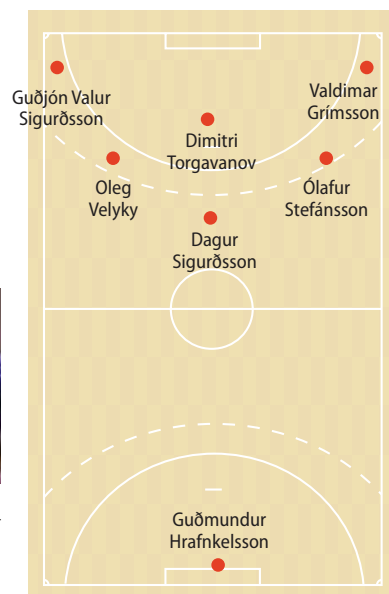 Guðjón Valur
Sigurðsson
Valdimar
Grímsson
Dimitri
Torgavanov
Oleg
Velyky
Ólafur
Stefánsson
Dagur
Sigurðsson
Guðmundur
Hrafnkelsson